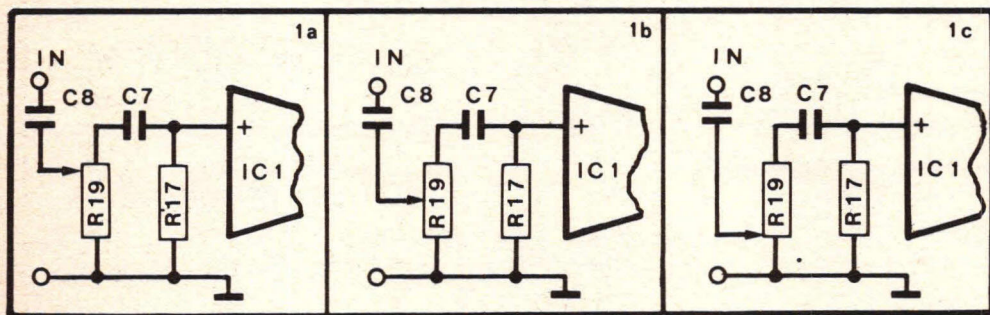 1a
IN
C8 C7
+
R19
R17
IC1
1b
IN
C8 C7
+
R19
R17
IC1
1c
IN
C8 C7
+
R19
R17
IC1